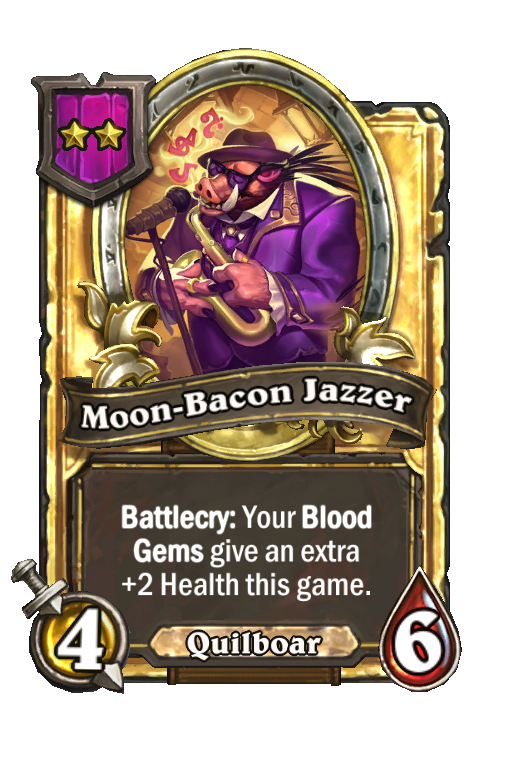 Moon-Bacon Jazzer
Battlecry: Your Blood
Gems give an extra
+2 Health this game.
4
Quilboar
6